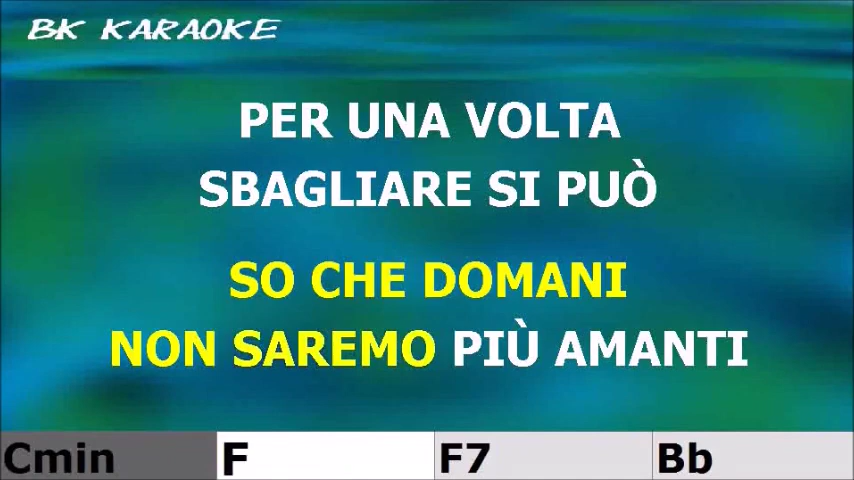 BK KARAOKE
PER UNA VOLTA
SBAGLIARE SI PUÒ
SO CHE DOMANI
NON SAREMO PIÙ AMANTI
Cmin F F7 Bb